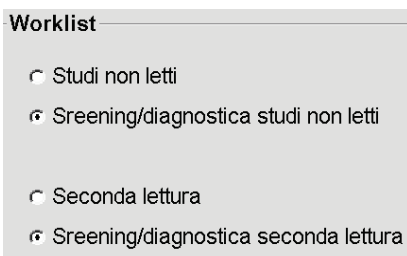 Worklist
Studi non letti
Sreening/diagnostica studi non letti
Seconda lettura
Sreening/diagnostica seconda lettura